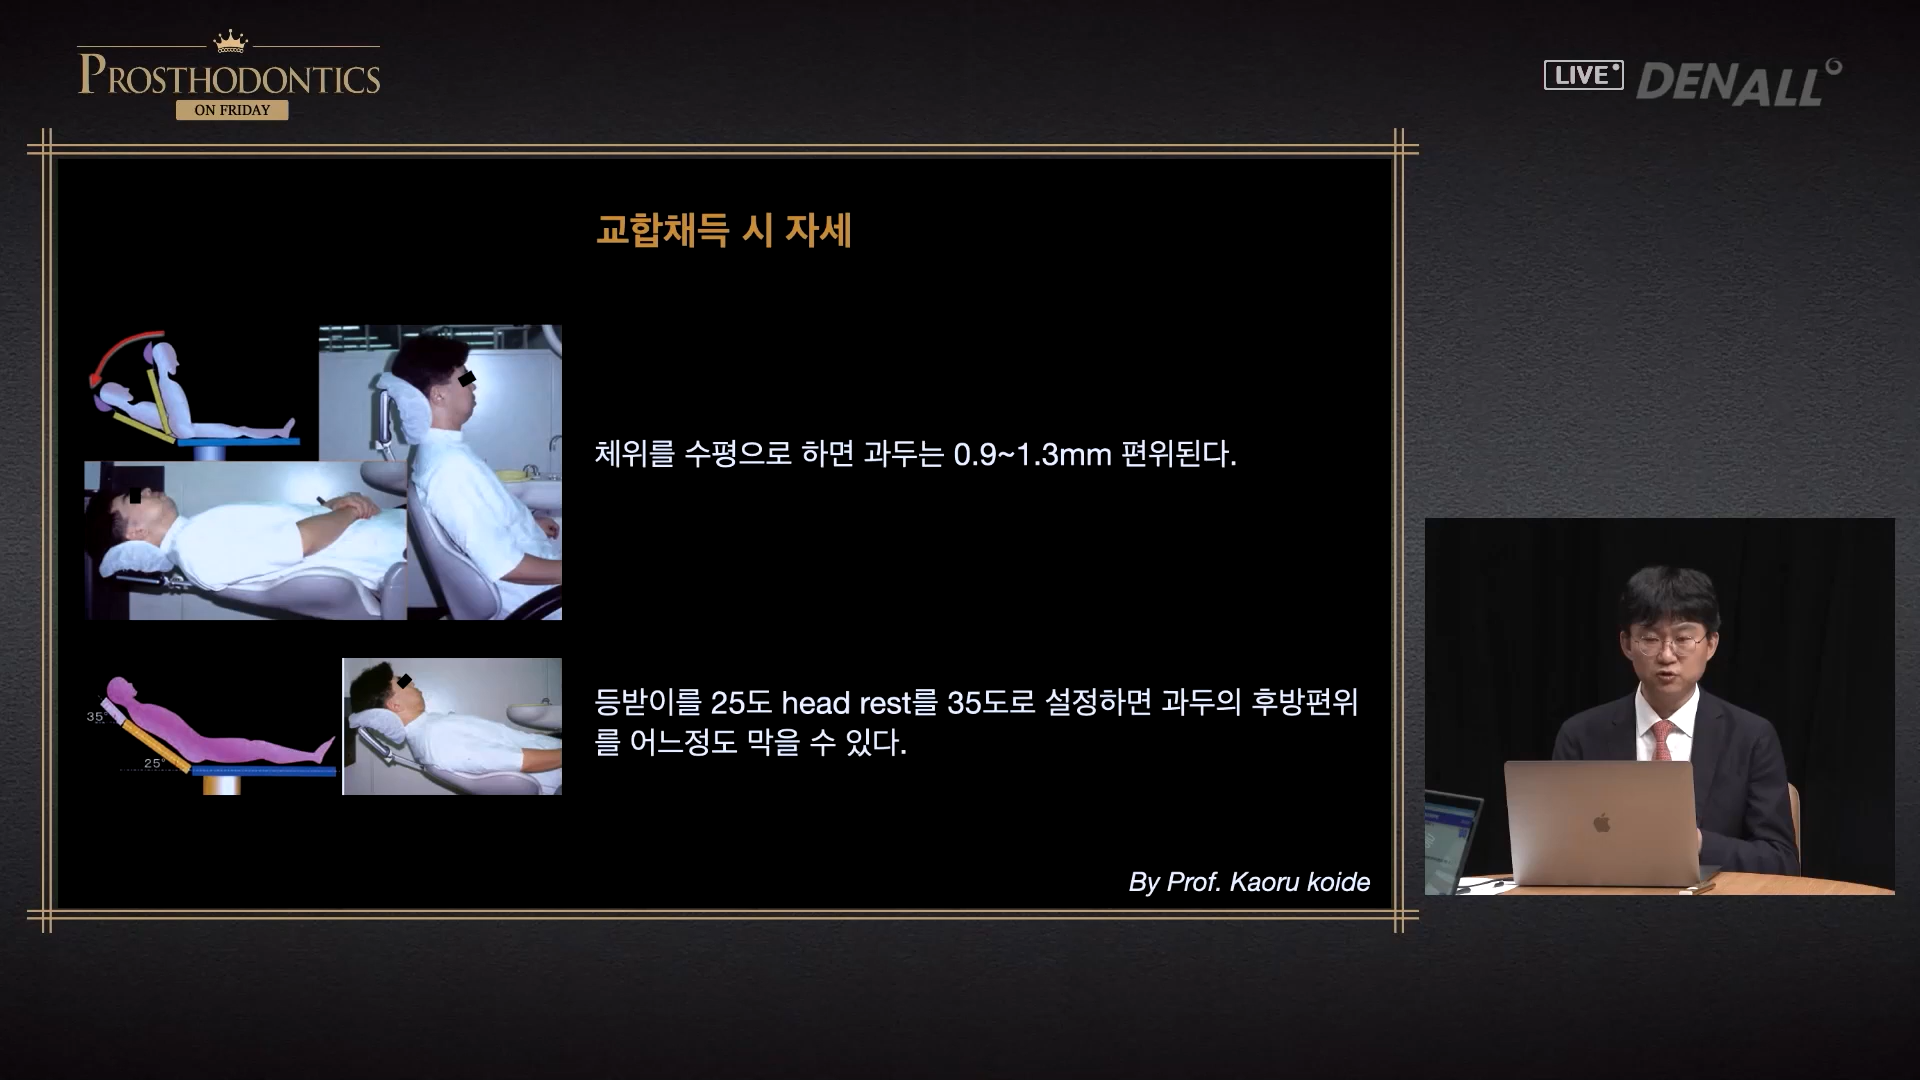 PROSTHODONTICS
ON FRIDAY
LIVE
DENALL
교합채득 시 자세
체위를 수평으로 하면 과두는 0.9~1.3mm 편위된다.
35°
25°
등받이를 25도 head rest를 35도로 설정하면 과두의 후방편위
를 어느정도 막을 수 있다.
By Prof. Kaoru koide